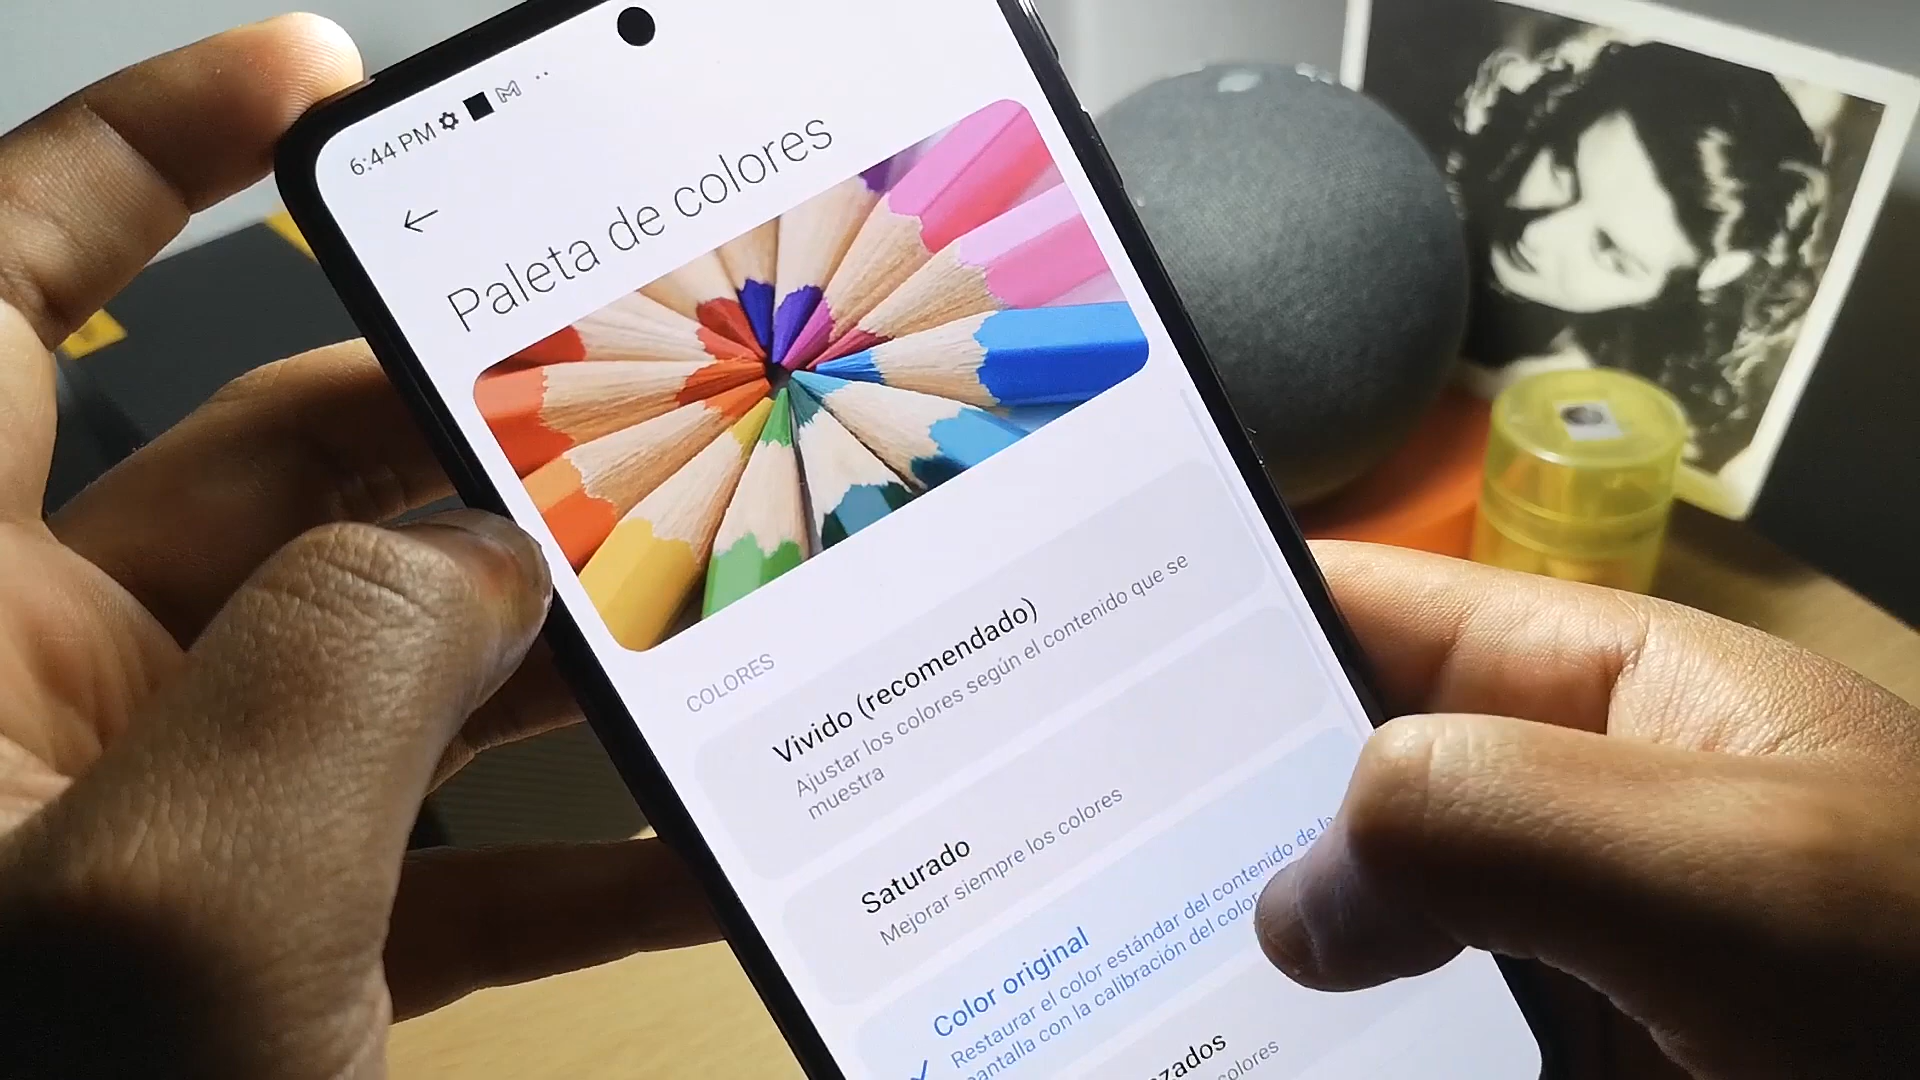 6:44 PM
Paleta de colores
COLORES
Vivido (recomendado)
Ajustar los colores según el contenido que se
muestra
Saturado
Mejorar siempre los colores
Color original
Restaurar el color estándar del contenido de la
pantalla con la calibración del color
colores